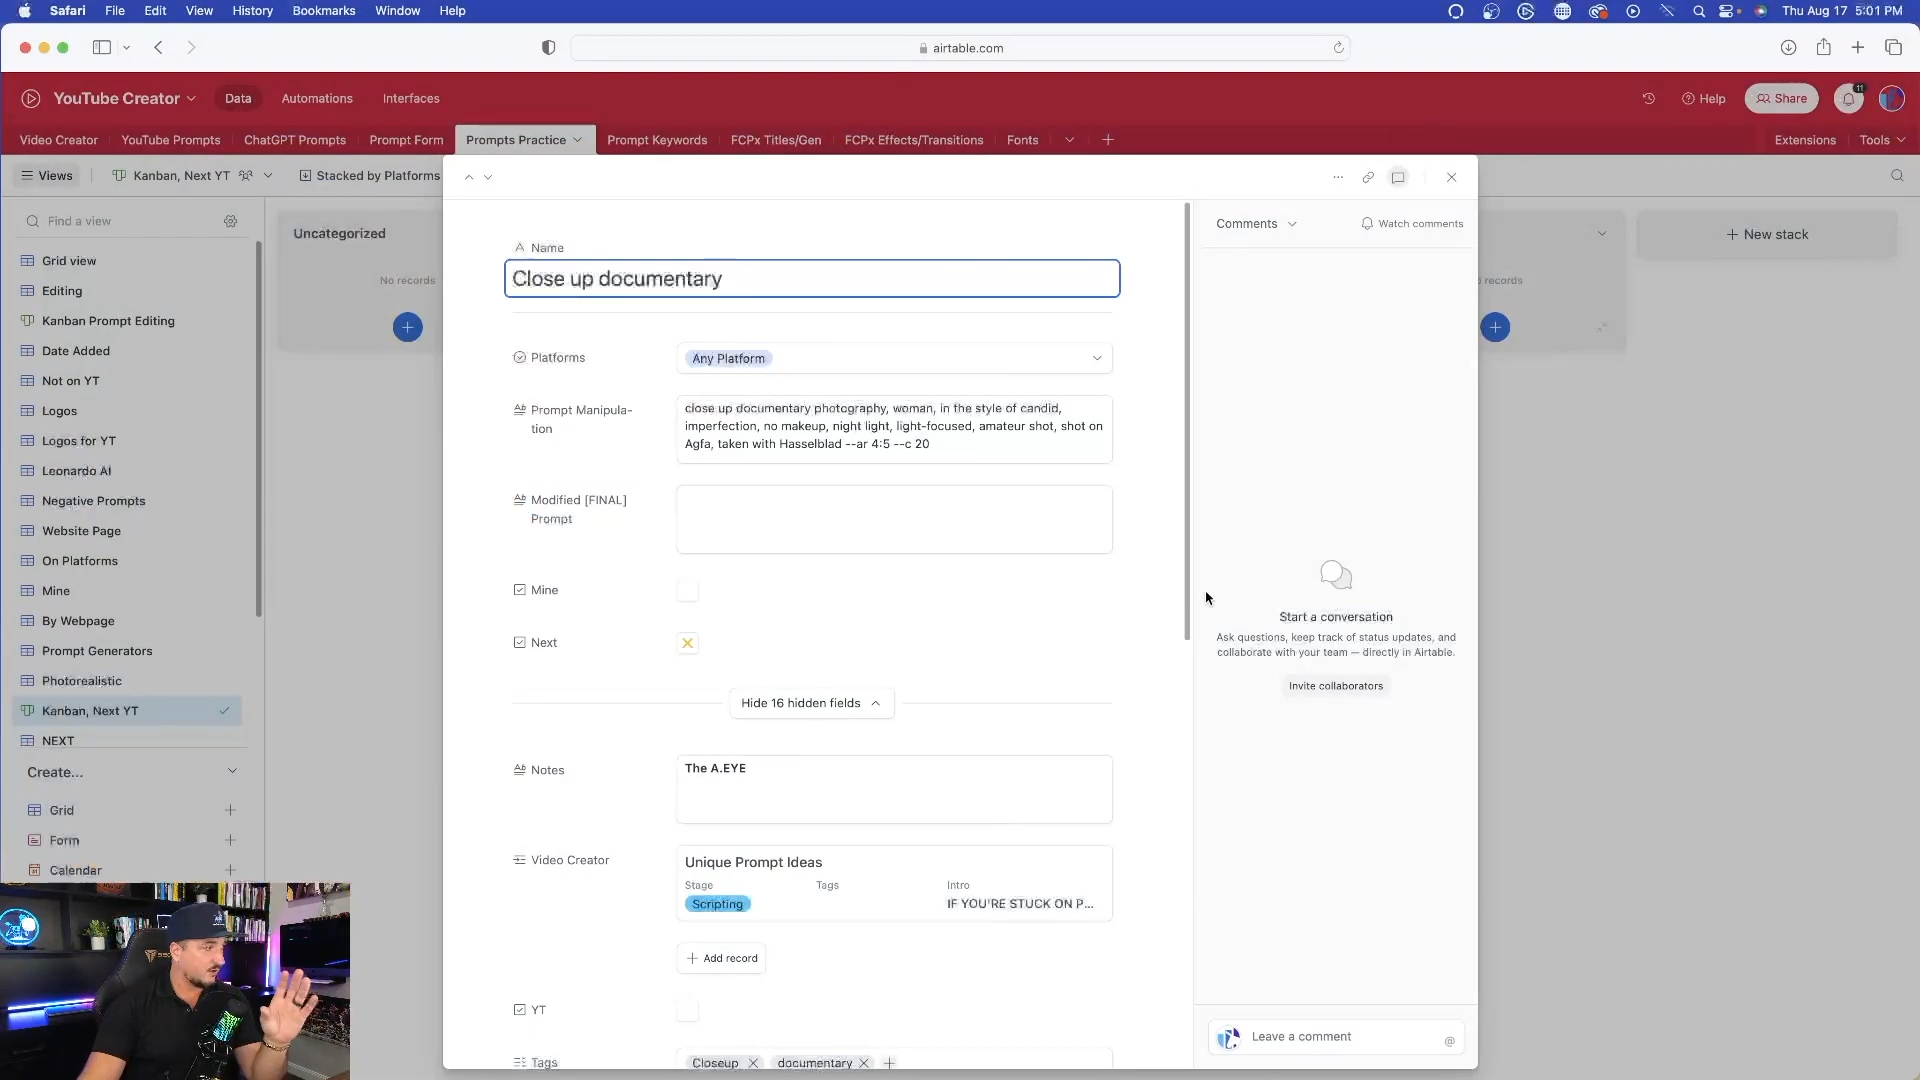 Safari File Edit View History Bookmarks Window Help
Thu Aug 17 5:01 PM
airtable.com
YouTube Creator Data Automations Interfaces
Help Share 11
Video Creator YouTube Prompts ChatGPT Prompts Prompt Form Prompts Practice Prompt Keywords FCPx Titles/Gen FCPx Effects/Transitions Fonts
Extensions Tools
Views Kanban, Next YT Stacked by Platforms
Find a view
Grid view
Editing
Kanban Prompt Editing
Date Added
Not on YT
Logos
Logos for YT
Leonardo AI
Negative Prompts
Website Page
On Platforms
Mine
By Webpage
Prompt Generators
Photorealistic
Kanban, Next YT
NEXT
Create...
Grid
Form
Calendar
Uncategorized
No records
Name
Close up documentary
Platforms
Any Platform
Prompt Manipula-
tion
close up documentary photography, woman, in the style of candid,
imperfection, no makeup, night light, light-focused, amateur shot, shot on
Agfa, taken with Hasselblad --ar 4:5 --c 20
Modified [FINAL]
Prompt
Mine
Next
Hide 16 hidden fields
Notes
The A.EYE
Video Creator
Unique Prompt Ideas
Stage Tags Intro
Scripting IF YOU'RE STUCK ON P...
Add record
YT
Tags
Closeup documentary
Comments
Watch comments
Start a conversation
Ask questions, keep track of status updates, and
collaborate with your team — directly in Airtable.
Invite collaborators
Leave a comment
@
records
New stack